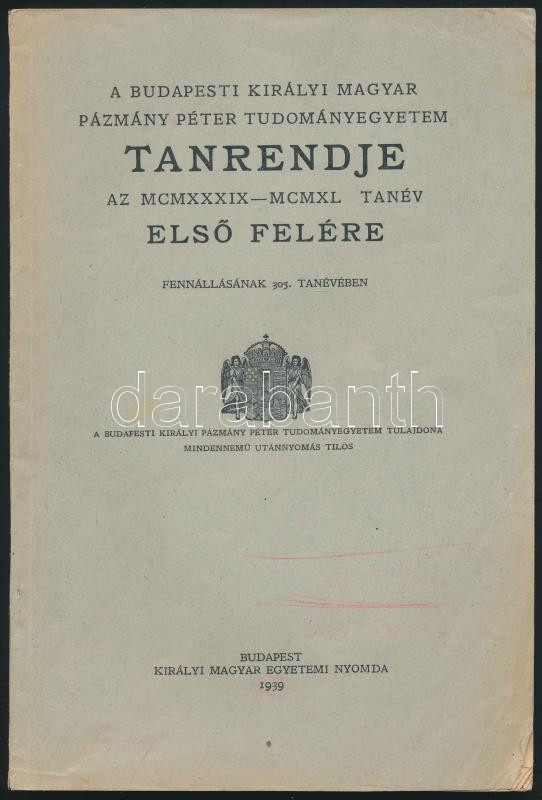 A BUDAPESTI KIRÁLYI MAGYAR
PÁZMÁNY PÉTER TUDOMÁNYEGYETEM
TANRENDJE
AZ MCMXXXIX—MCMXL TANÉV
ELSŐ FELÉRE
FENNÁLLÁSÁNAK 305. TANÉVÉBEN
darabanth
A BUDAPESTI KIRÁLYI PÁZMÁNY PÉTER TUDOMÁNYEGYETEM TULAJDONA
MINDENNEMŰ UTÁNNYOMÁS TILOS
BUDAPEST
KIRÁLYI MAGYAR EGYETEMI NYOMDA
1939